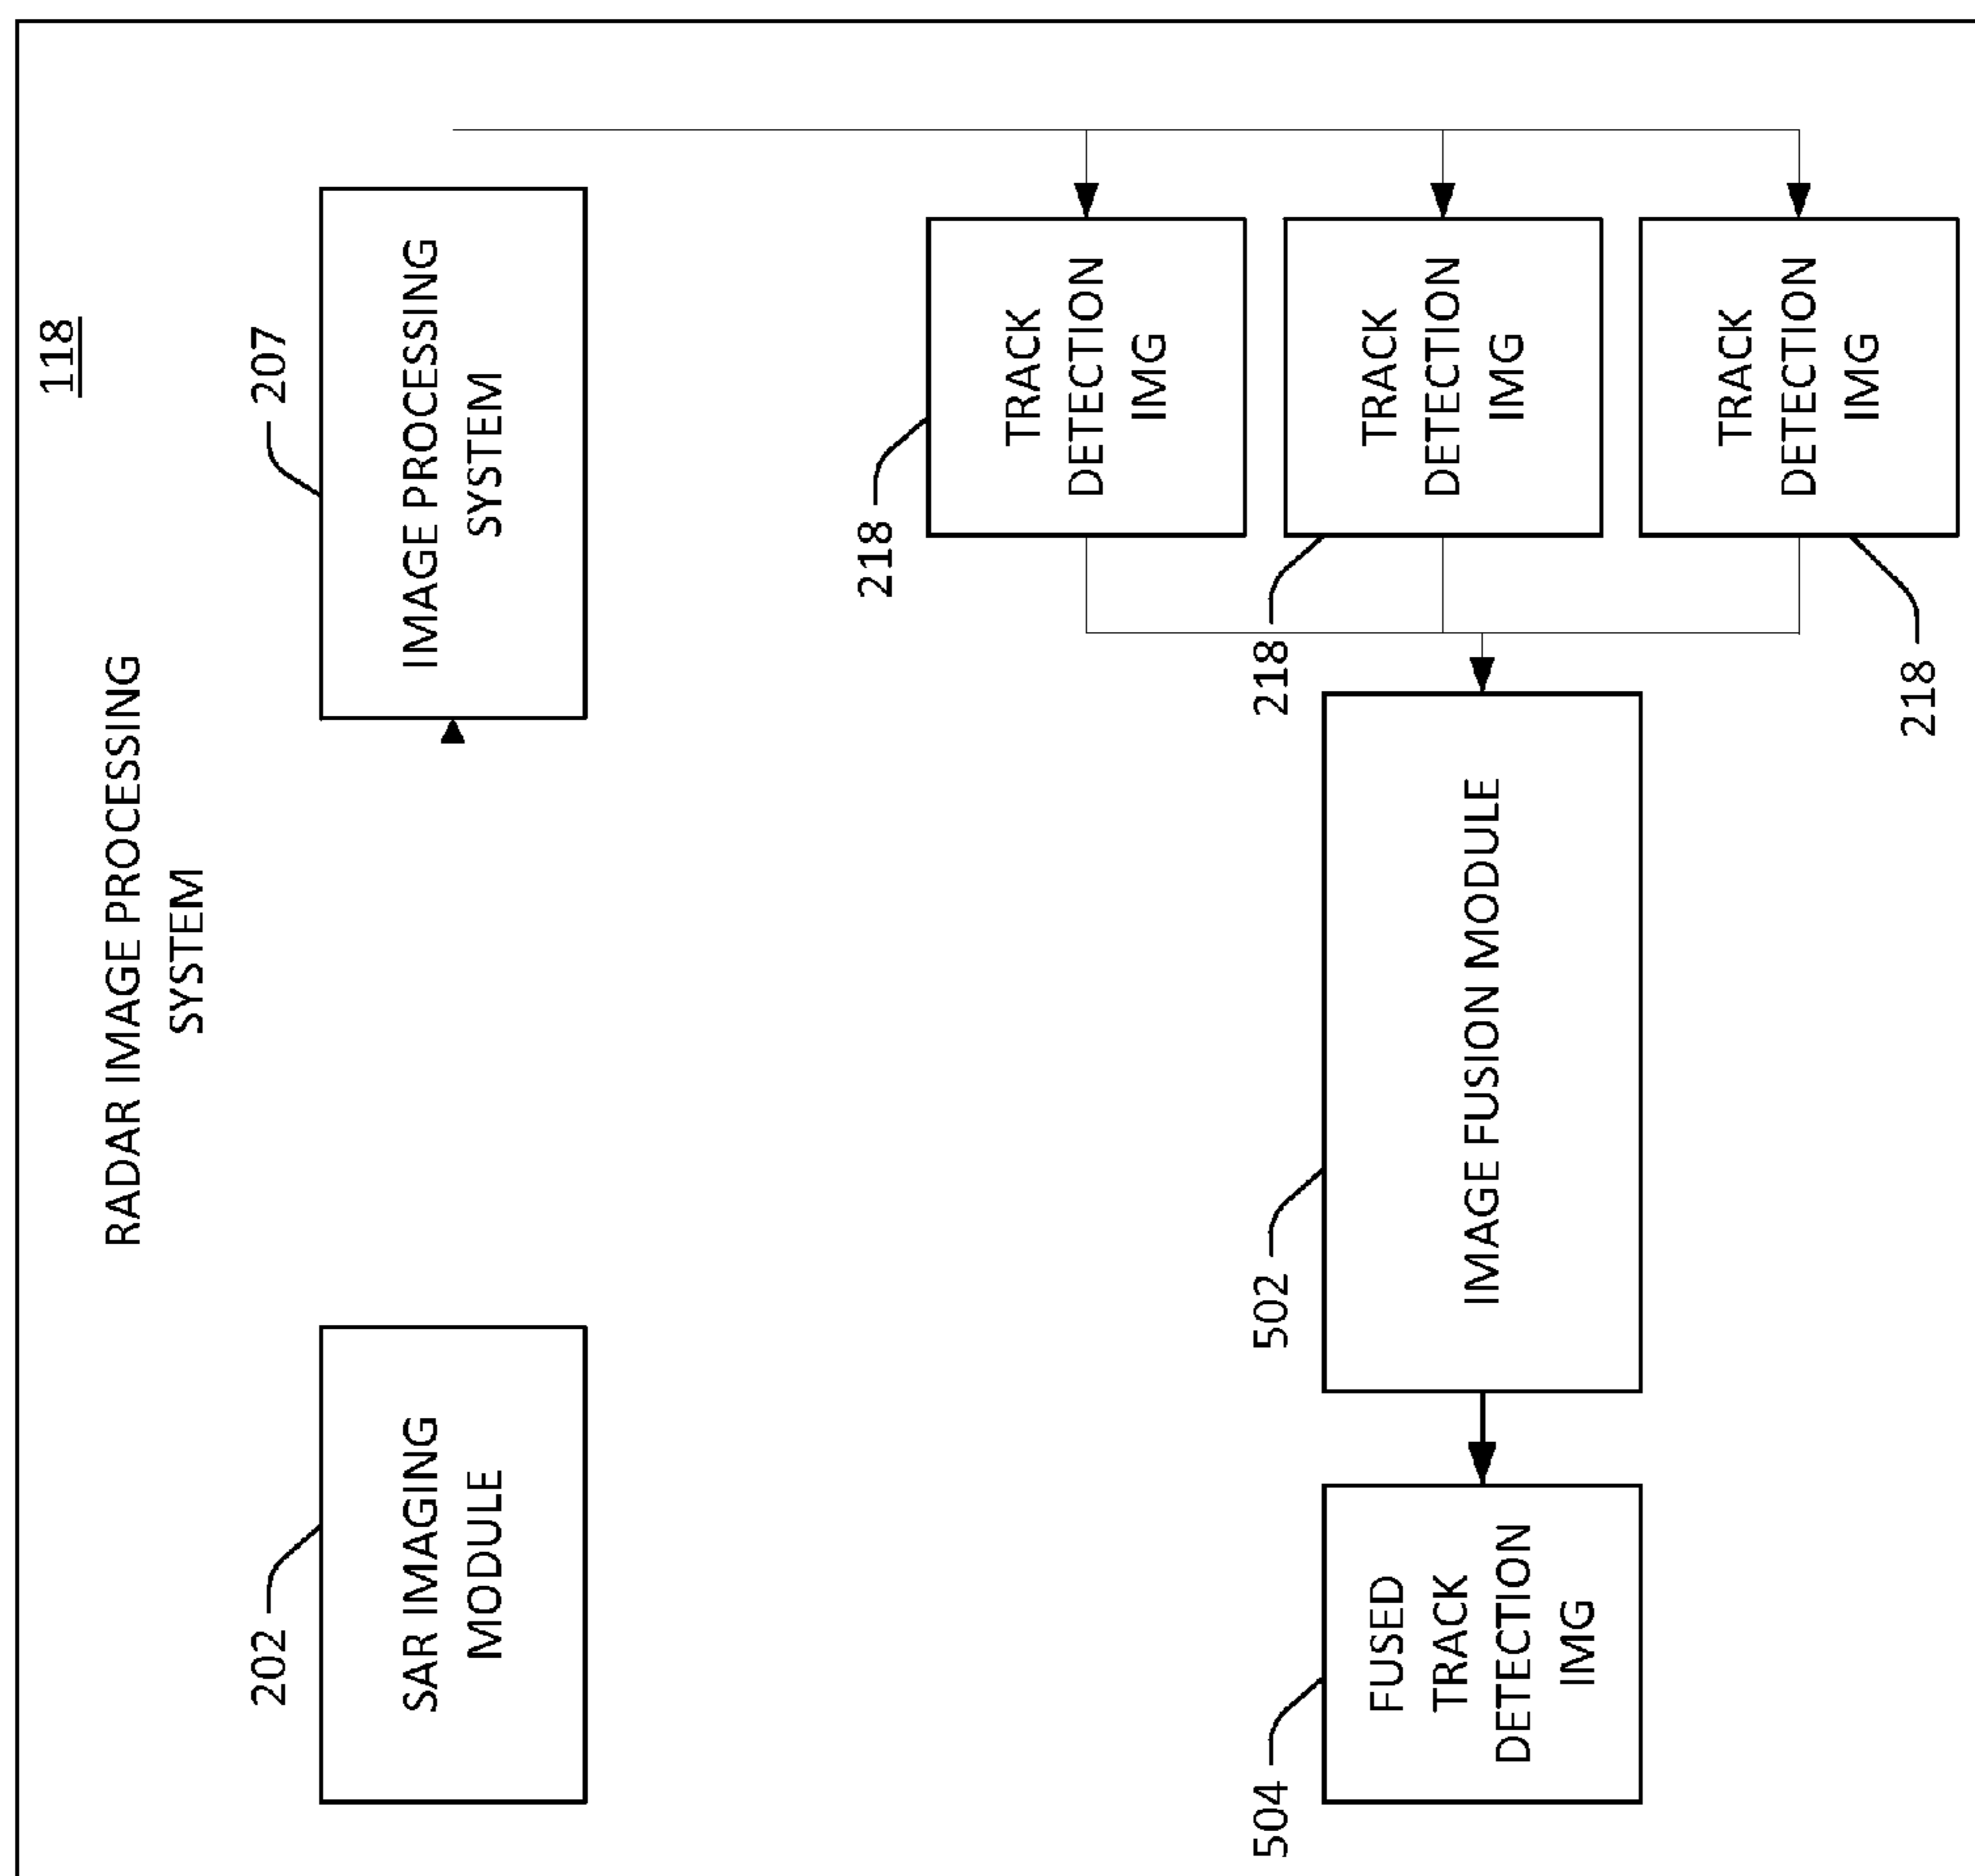 118
RADAR IMAGE PROCESSING
SYSTEM
202
SAR IMAGING
MODULE
207
IMAGE PROCESSING
SYSTEM
218
TRACK
DETECTION
IMG
218
TRACK
DETECTION
IMG
218
TRACK
DETECTION
IMG
502
IMAGE FUSION MODULE
504
FUSED
TRACK
DETECTION
IMG